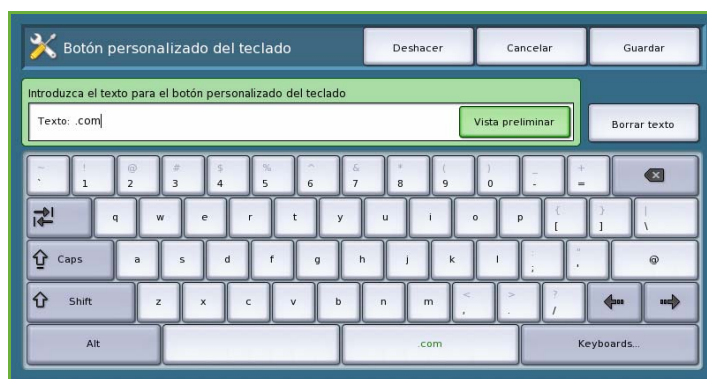 Botón personalizado del teclado Deshacer Cancelar Guardar
Introduzca el texto para el botón personalizado del teclado
Texto: .com Vista preliminar Borrar texto
~ ! @ # $ % ^ & * ( ) _ +
` 1 2 3 4 5 6 7 8 9 0 - =
q w e r t y u i o p { [ } ] | \
Caps a s d f g h j k l : ; " ' @
Shift z x c v b n m < , > . ? /
Alt .com Keyboards...